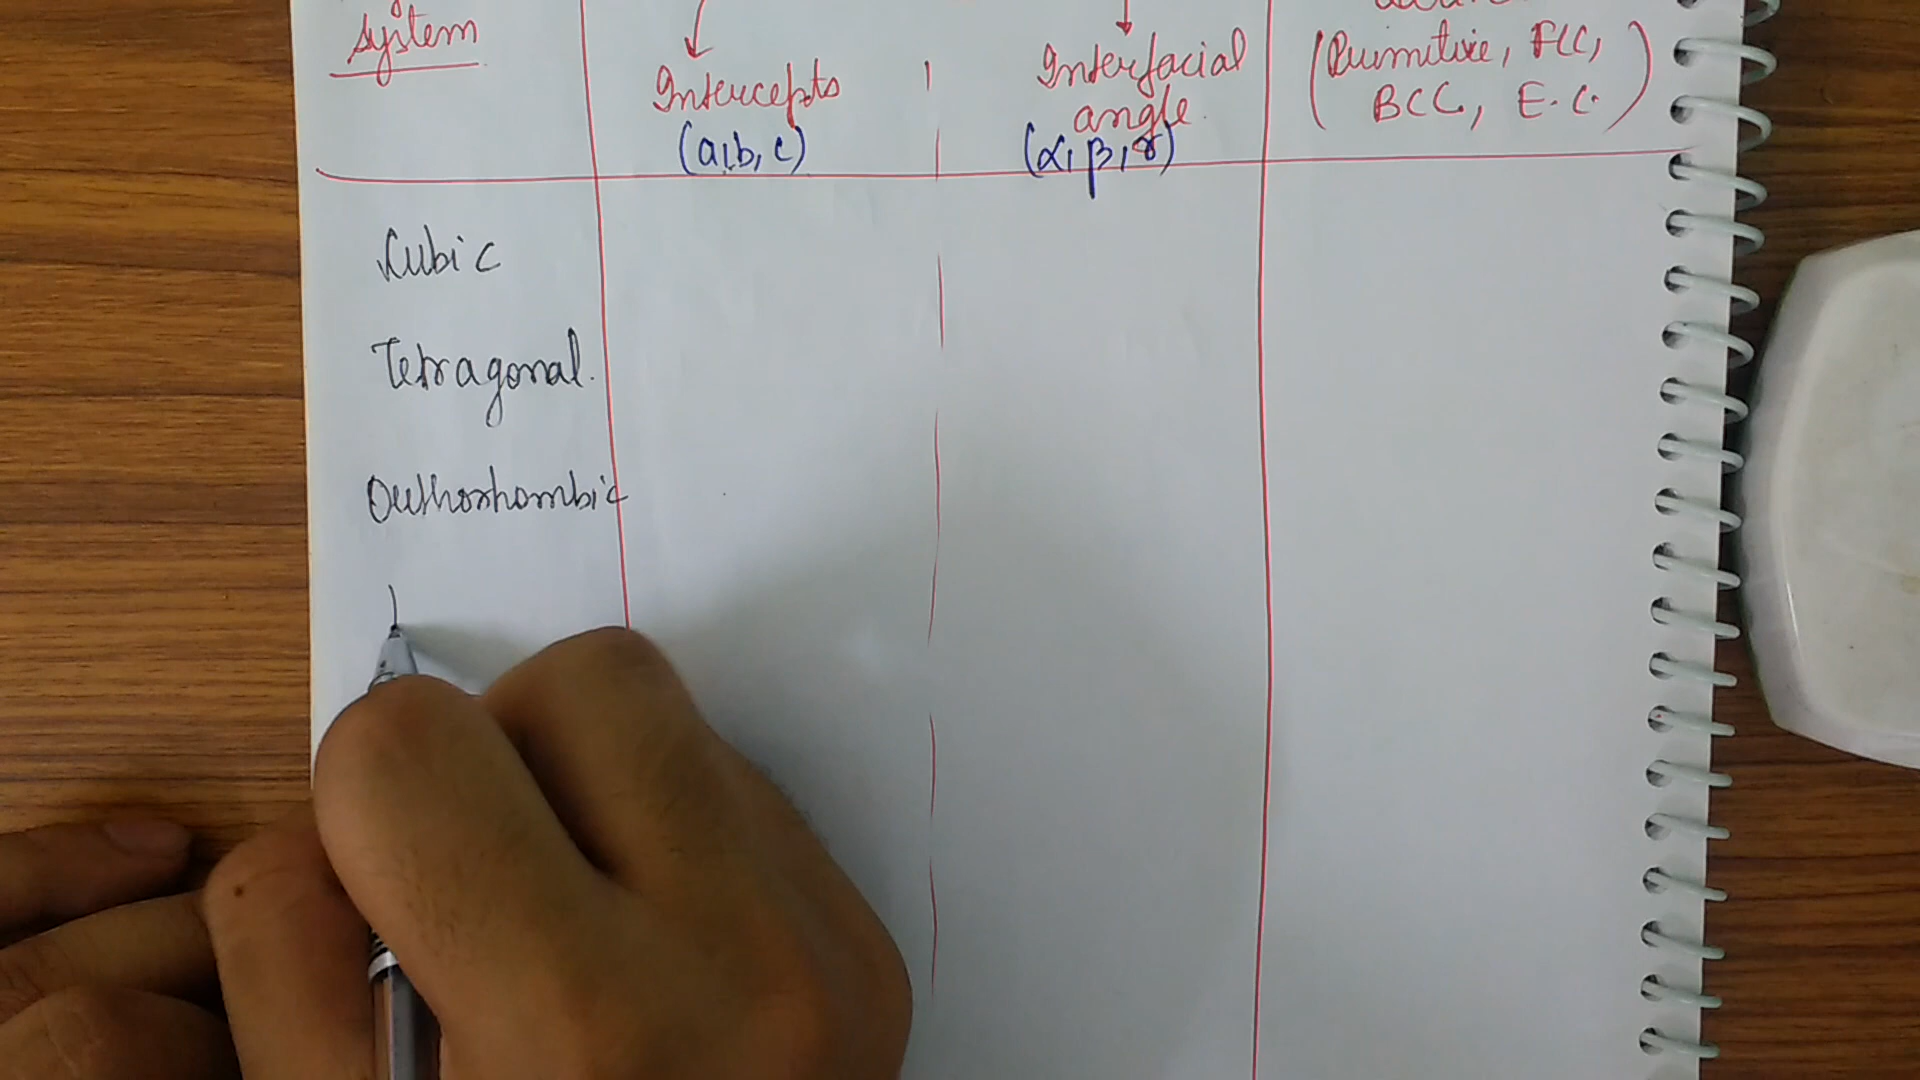 System
Intercepts
(a,b,c)
Interfacial
angle
(α,β,γ)
(Primitive, FCC,
BCC, E.C.)
Cubic
Tetragonal.
Orthorhombic